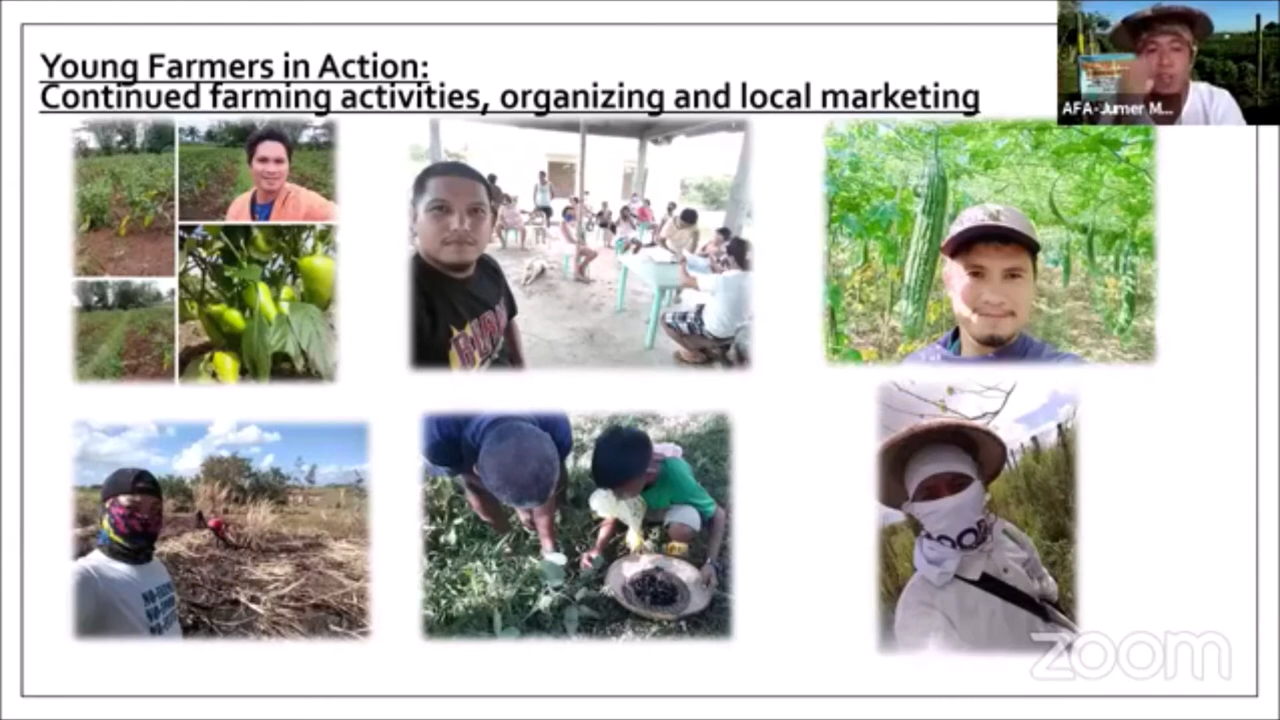 Young Farmers in Action:
Continued farming activities, organizing and local marketing
AFA-Jumer M...
zoom